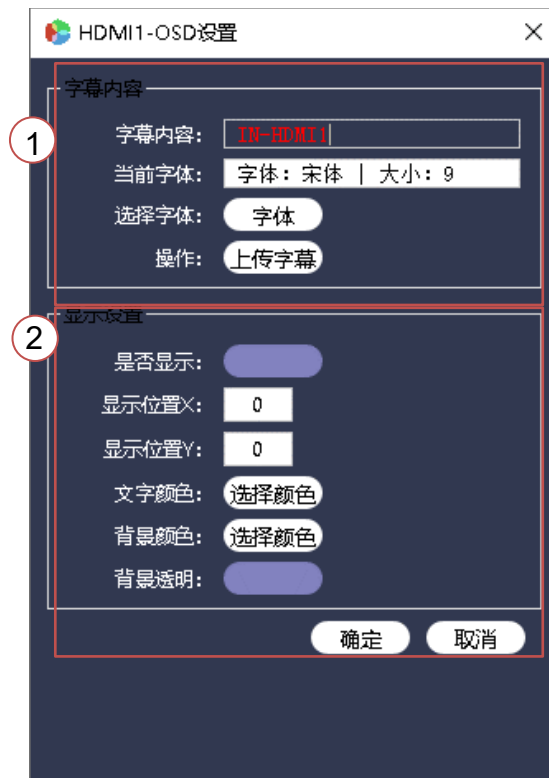 HDMI1-OSD设置
字幕内容
1
字幕内容： IN-HDMI1
当前字体： 字体：宋体 | 大小：9
选择字体： 字体
操作： 上传字幕
显示设置
2
是否显示：
显示位置X： 0
显示位置Y： 0
文字颜色： 选择颜色
背景颜色： 选择颜色
背景透明：
确定 取消